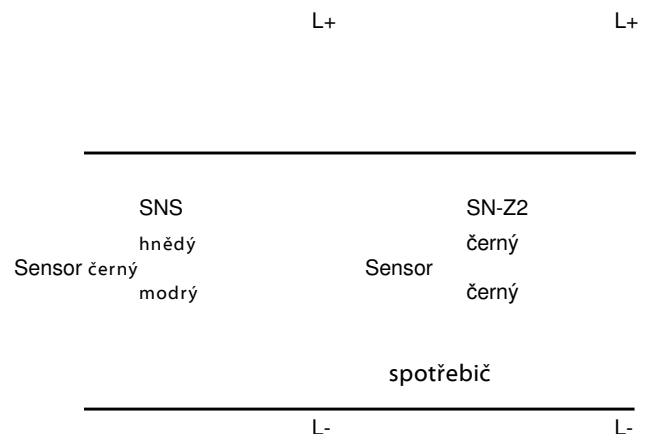 L+ L+
SNS SN-Z2
hnědý černý
Sensor černý Sensor
modrý černý
spotřebič
L- L-